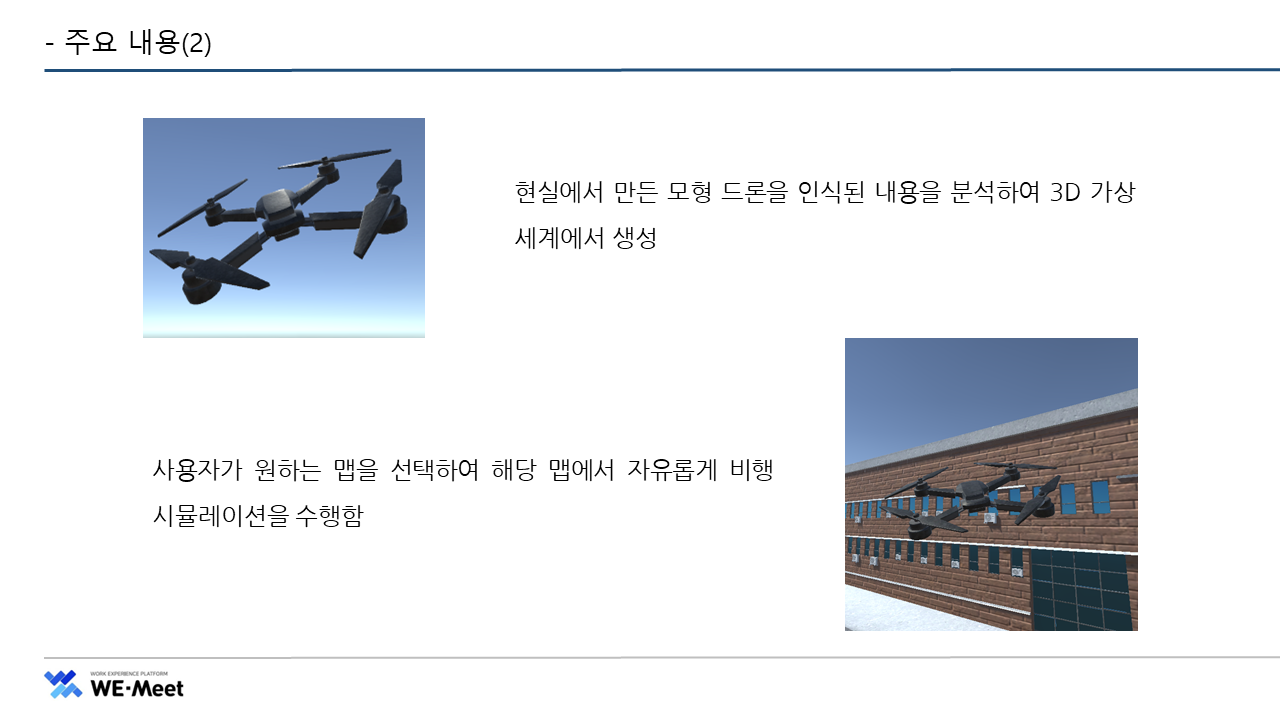 - 주요 내용(2)
현실에서 만든 모형 드론을 인식된 내용을 분석하여 3D 가상
세계에서 생성
사용자가 원하는 맵을 선택하여 해당 맵에서 자유롭게 비행
시뮬레이션을 수행함
WORK EXPERIENCE PLATFORM
WE-Meet